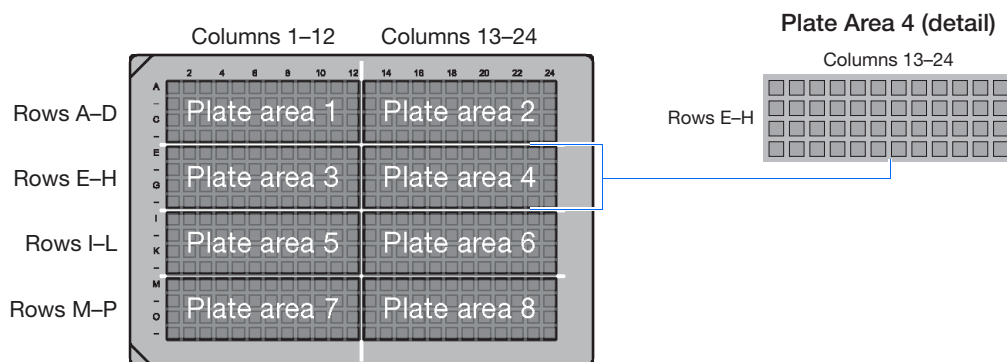 Plate Area 4 (detail)
Columns 1–12 Columns 13–24
Columns 13–24
2 4 6 8 10 12 14 16 18 20 22 24
A
Rows A–D
–
C
–
Plate area 1 Plate area 2
Rows E–H
E
–
G
–
Rows E–H
Plate area 3 Plate area 4
I
–
K
–
Rows I–L
Plate area 5 Plate area 6
M
–
O
–
Rows M–P
Plate area 7 Plate area 8